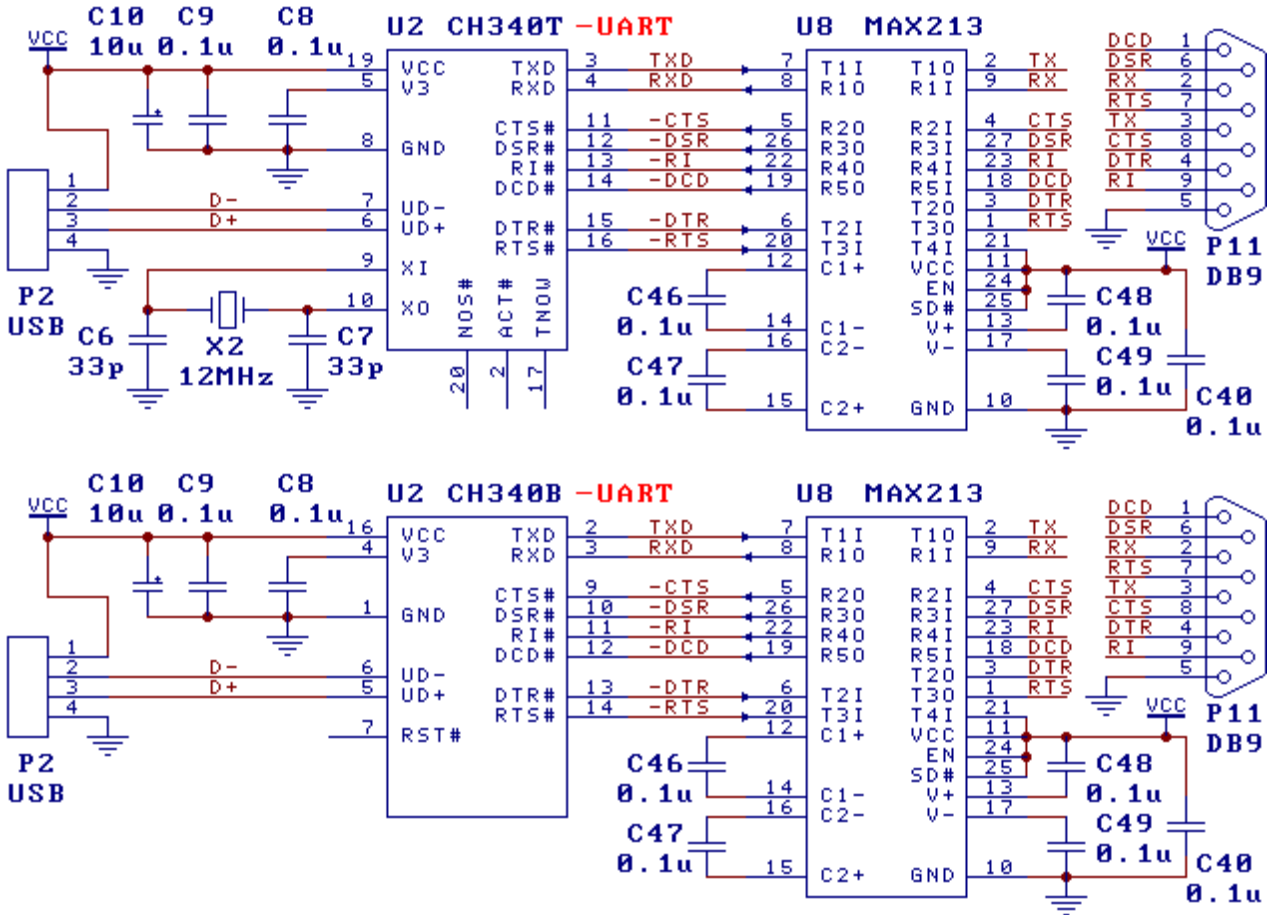 C10 C9 C8 U2 CH340T -UART U8 MAX213
VCC 10u 0.1u 0.1u
19 VCC TXD 3 TXD 7 T1I T1O 2 TX DCD 1
5 V3 RXD 4 RXD 8 R1O R1I 9 RX DSR 6
RX 2
RTS 7
CTS# 11 -CTS 5 R2O R2I 4 CTS TX 3
8 GND DSR# 12 -DSR 26 R3O R3I 27 DSR CTS 8
RI# 13 -RI 22 R4O R4I 23 RI DTR 4
1 DCD# 14 -DCD 19 R5O R5I 18 DCD RI 9
2 D- 7 UD- T2O 3 DTR 5
3 D+ 6 UD+ DTR# 15 -DTR 6 T2I T3O 1 RTS
4 RTS# 16 -RTS 20 T3I T4I 21 VCC P11
9 XI 12 C1+ VCC 11 DB9
P2 NOS# ACT# TNOW C46 EN 24 C48
USB 10 XO 0.1u SD# 25 0.1u
C6 X2 C7 14 C1- V+ 13
33p 12MHz 33p 16 C2- V- 17 C49
20 2 17 C47 0.1u
0.1u 15 C2+ GND 10 C40
0.1u
C10 C9 C8 U2 CH340B -UART U8 MAX213
VCC 10u 0.1u 0.1u
16 VCC TXD 2 TXD 7 T1I T1O 2 TX DCD 1
4 V3 RXD 3 RXD 8 R1O R1I 9 RX DSR 6
RX 2
RTS 7
CTS# 9 -CTS 5 R2O R2I 4 CTS TX 3
1 GND DSR# 10 -DSR 26 R3O R3I 27 DSR CTS 8
RI# 11 -RI 22 R4O R4I 23 RI DTR 4
1 DCD# 12 -DCD 19 R5O R5I 18 DCD RI 9
2 D- 6 UD- T2O 3 DTR 5
3 D+ 5 UD+ DTR# 13 -DTR 6 T2I T3O 1 RTS
4 RTS# 14 -RTS 20 T3I T4I 21 VCC P11
7 RST# 12 C1+ VCC 11 DB9
P2 C46 EN 24 C48
USB 0.1u SD# 25 0.1u
14 C1- V+ 13
16 C2- V- 17 C49
C47 0.1u
0.1u 15 C2+ GND 10 C40
0.1u